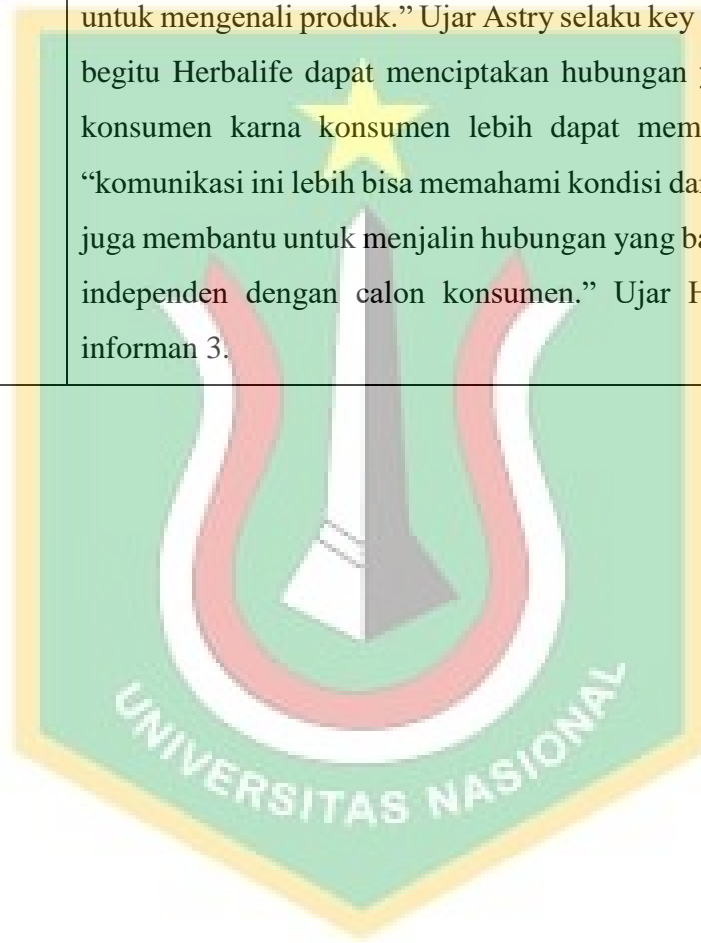 untuk mengenali produk.” Ujar Astry selaku key
begitu Herbalife dapat menciptakan hubungan
konsumen karna konsumen lebih dapat
“komunikasi ini lebih bisa memahami kondisi
juga membantu untuk menjalin hubungan yang
independen dengan calon konsumen.” Ujar
informan 3.
UNIVERSITAS NASIONAL